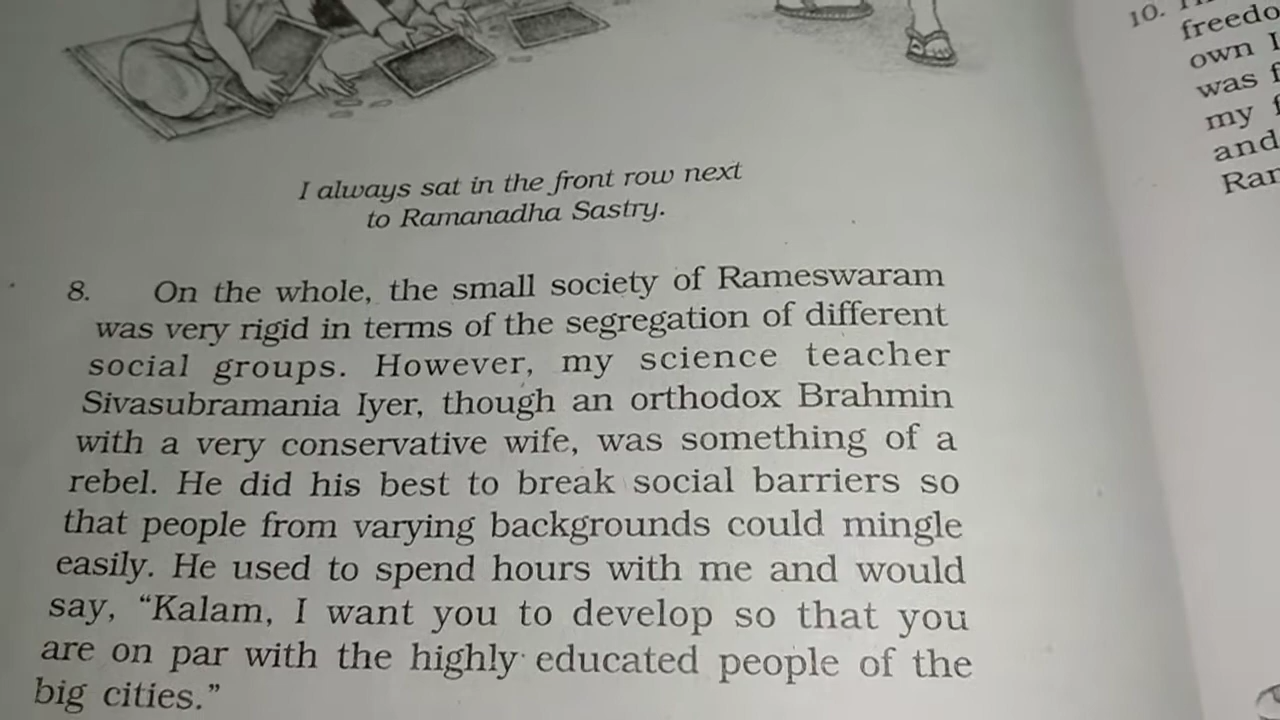 I always sat in the front row next
to Ramanadha Sastry.
8. On the whole, the small society of Rameswaram
was very rigid in terms of the segregation of different
social groups. However, my science teacher
Sivasubramania Iyer, though an orthodox Brahmin
with a very conservative wife, was something of a
rebel. He did his best to break social barriers so
that people from varying backgrounds could mingle
easily. He used to spend hours with me and would
say, “Kalam, I want you to develop so that you
are on par with the highly educated people of the
big cities.”
10.
own
was
my
and